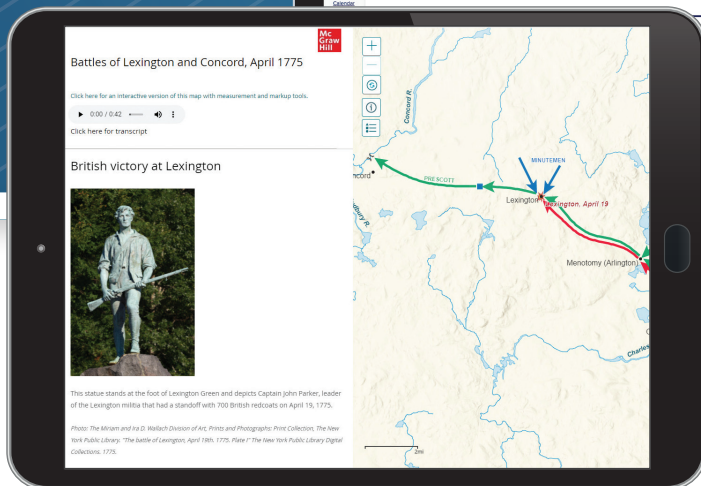 Calendar
Mc
Graw
Hill
Battles of Lexington and Concord, April 1775
Click here for an interactive version of this map with measurement and markup tools.
0:00 / 0:42
Click here for transcript
British victory at Lexington
This statue stands at the foot of Lexington Green and depicts Captain John Parker, leader
of the Lexington militia that had a standoff with 700 British redcoats on April 19, 1775.
Photo: The Miriam and Ira D. Wallach Division of Art, Prints and Photographs: Print Collection, The New
York Public Library. "The battle of Lexington, April 19th. 1775. Plate I" The New York Public Library Digital
Collections. 1775.
Concord R.
MINUTEMEN
ncord
PRESCOTT
Lexington
Lexington, April 19
dbury R.
Menotomy (Arlington)
Charles
2mi